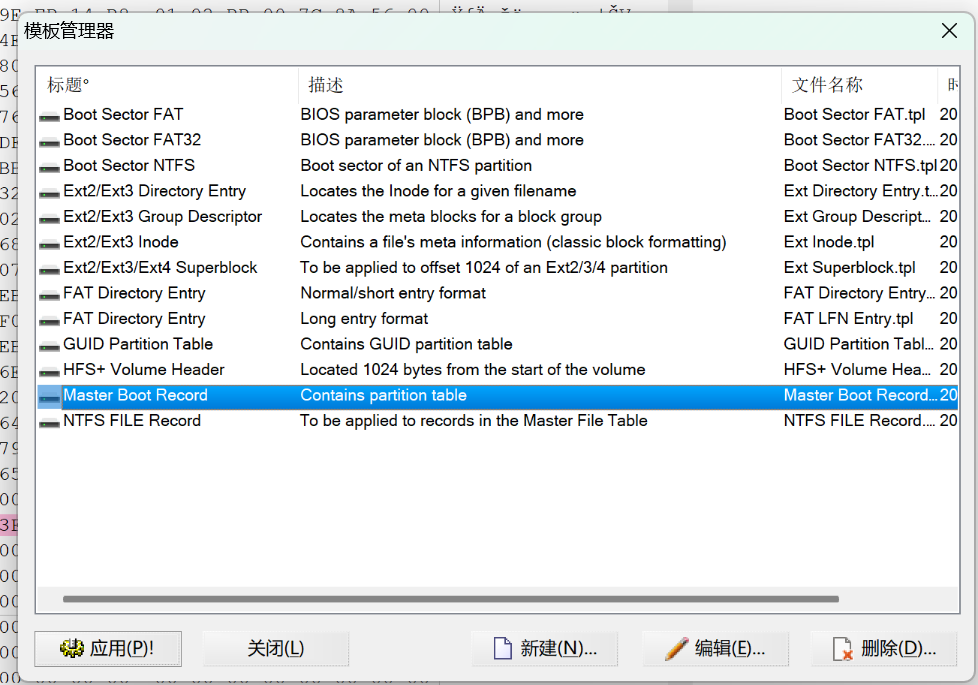 模板管理器
标题° 描述 文件名称
Boot Sector FAT BIOS parameter block (BPB) and more Boot Sector FAT.tpl 20
Boot Sector FAT32 BIOS parameter block (BPB) and more Boot Sector FAT32.... 20
Boot Sector NTFS Boot sector of an NTFS partition Boot Sector NTFS.tpl 20
Ext2/Ext3 Directory Entry Locates the Inode for a given filename Ext Directory Entry.t... 20
Ext2/Ext3 Group Descriptor Locates the meta blocks for a block group Ext Group Descript... 20
Ext2/Ext3 Inode Contains a file's meta information (classic block formatting) Ext Inode.tpl 20
Ext2/Ext3/Ext4 Superblock To be applied to offset 1024 of an Ext2/3/4 partition Ext Superblock.tpl 20
FAT Directory Entry Normal/short entry format FAT Directory Entry... 20
FAT Directory Entry Long entry format FAT LFN Entry.tpl 20
GUID Partition Table Contains GUID partition table GUID Partition Tabl... 20
HFS+ Volume Header Located 1024 bytes from the start of the volume HFS+ Volume Hea... 20
Master Boot Record Contains partition table Master Boot Record... 20
NTFS FILE Record To be applied to records in the Master File Table NTFS FILE Record.... 20
应用(P)! 关闭(L) 新建(N)... 编辑(E)... 删除(D)...